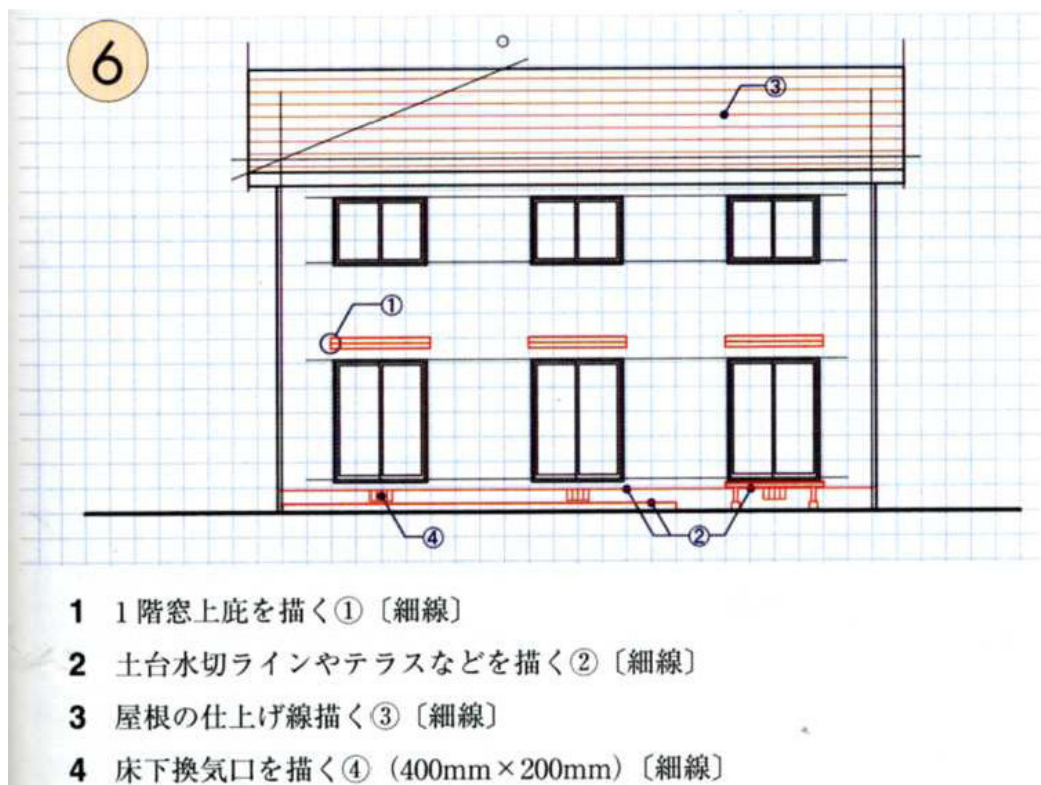 6
③
①
④
②
1 1階窓上庇を描く①〔細線〕
2 土台水切ラインやテラスなどを描く②〔細線〕
3 屋根の仕上げ線描く③〔細線〕
4 床下換気口を描く④（400mm×200mm）〔細線〕